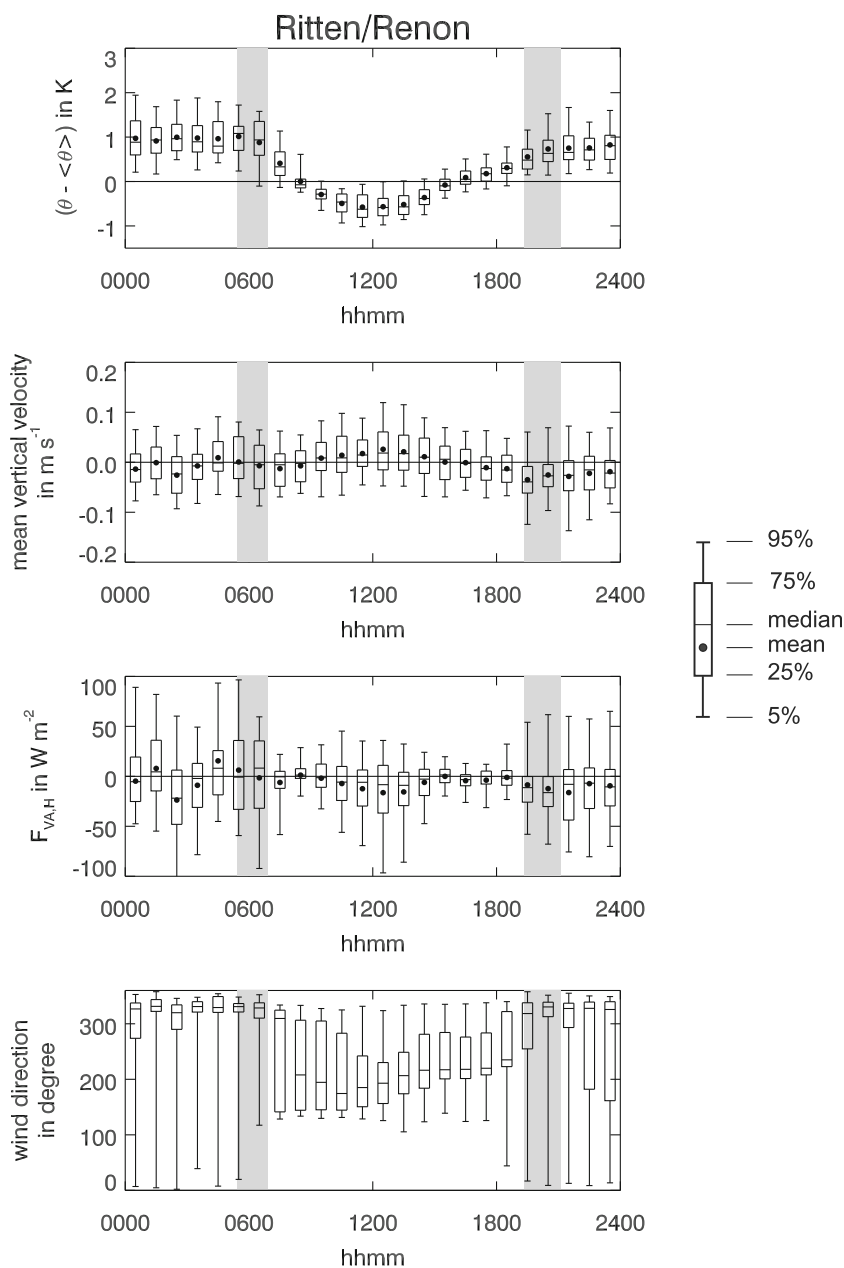 Ritten/Renon
(θ - <θ>) in K
3
2
1
0
-1
0000 0600 1200 1800 2400
hhmm
mean vertical velocity
in m s⁻¹
0.2
0.1
0.0
-0.1
-0.2
0000 0600 1200 1800 2400
hhmm
95%
75%
median
mean
25%
5%
F_VA,H in W m⁻²
100
50
0
-50
-100
0000 0600 1200 1800 2400
hhmm
wind direction
in degree
300
200
100
0
0000 0600 1200 1800 2400
hhmm